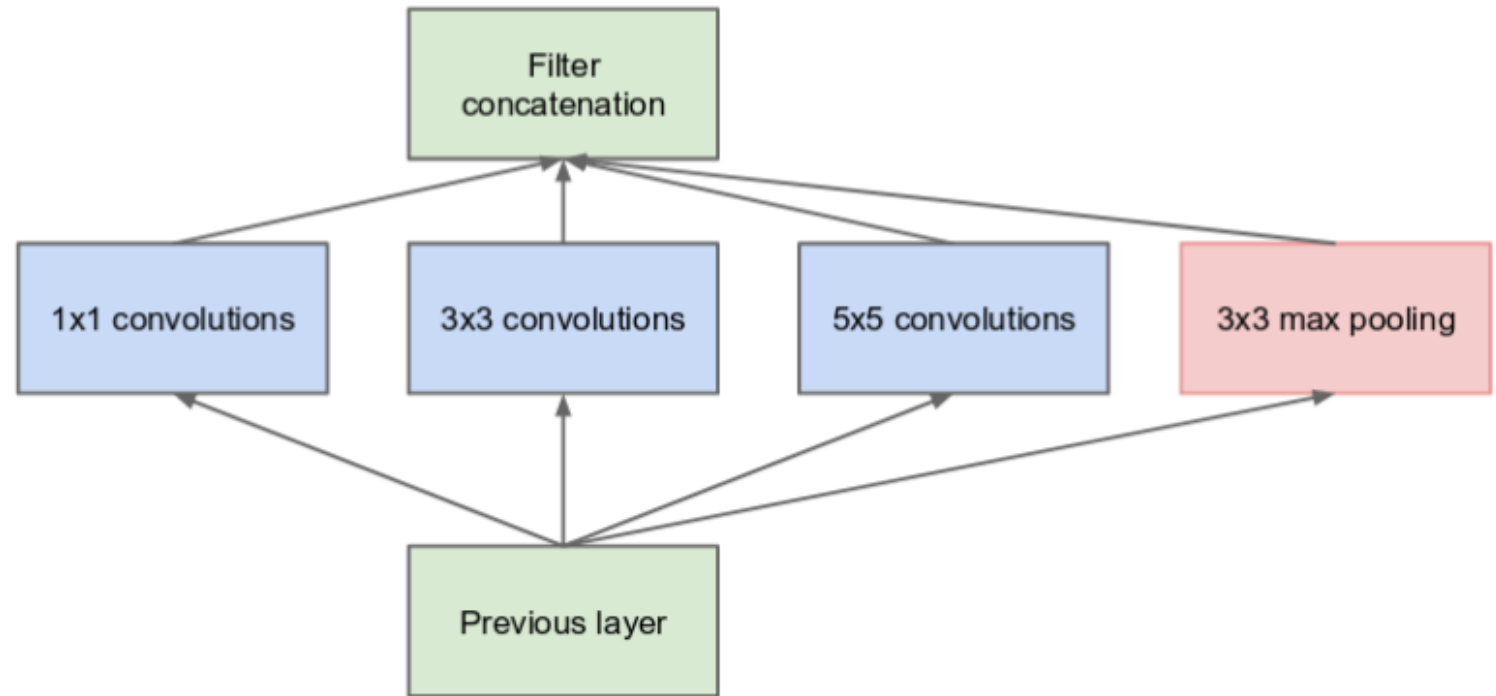 Filter
concatenation
1x1 convolutions
3x3 convolutions
5x5 convolutions
3x3 max pooling
Previous layer